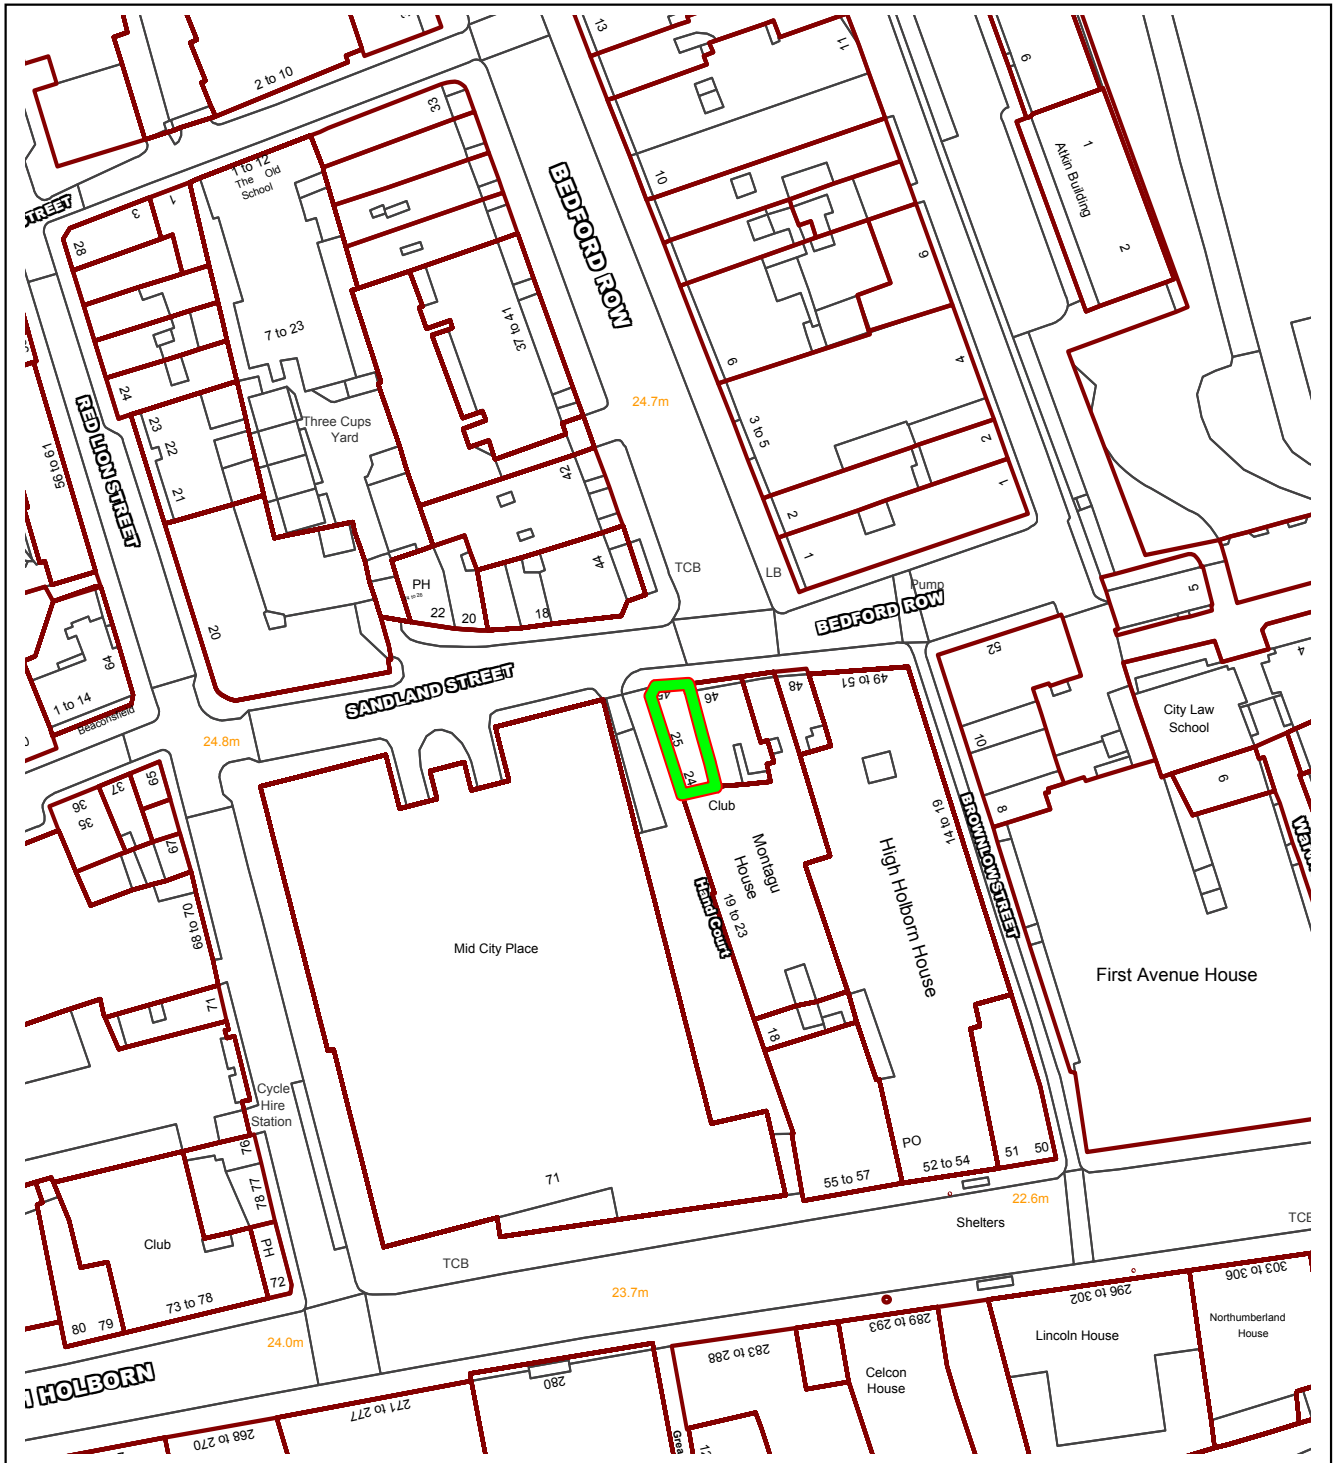 13
11
6
2 to 10
33
1 to 12
The Old
School
1
Atkin Building
2
10
BEDFORD ROW
STREET
3
1
28
7 to 23
37 to 41
9
6
4
24.7m
24
RED LION STREET
23
22
21
Three Cups
Yard
3 to 5
2
2
1
1
56 to 61
42
44
TCB
LB
Pump
BEDFORD ROW
PH
22
20
18
5
20
64
1 to 14
Beaconsfield
SANDLAND STREET
24.8m
45
46
48
49 to 51
52
4
City Law
School
25
24
Club
10
9
8
65
37
36
35
67
68 to 70
Montagu
House
19 to 23
Hand Court
High Holborn House
14 to 19
BROWNLOW STREET
Mid City Place
First Avenue House
71
18
Cycle
Hire
Station
76
78 77
PO
51
50
52 to 54
55 to 57
71
22.6m
Shelters
TCB
Club
PH
72
73 to 78
80
79
TCB
23.7m
24.0m
HOLBORN
303 to 306
296 to 302
Northumberland
House
Lincoln House
289 to 293
Celcon
House
283 to 288
280
271 to 277
268 to 270